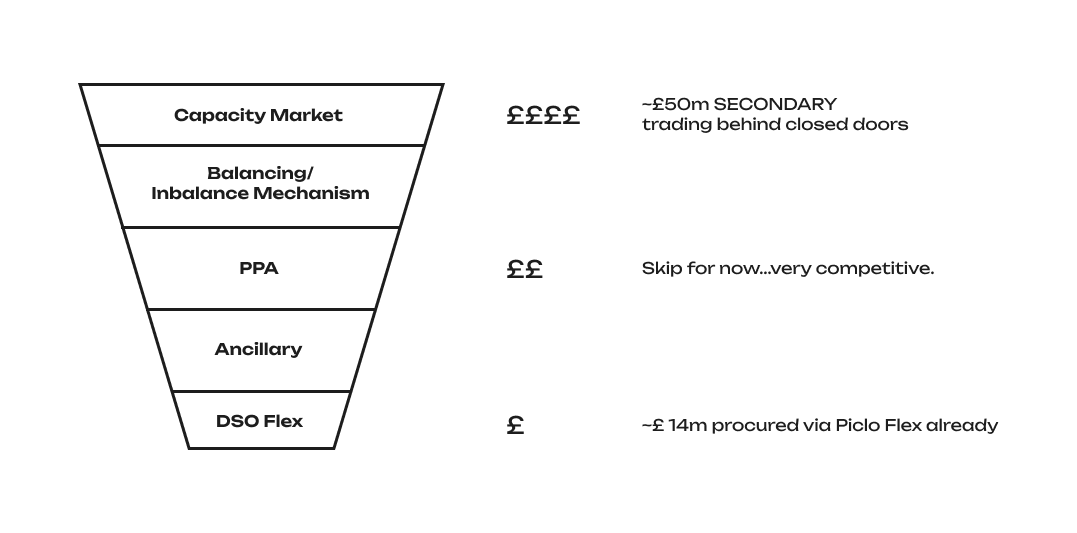 Capacity Market
££££
~£50m SECONDARY
trading behind closed doors
Balancing/
Inbalance Mechanism
PPA
££
Skip for now...very competitive.
Ancillary
DSO Flex
£
~£ 14m procured via Piclo Flex already